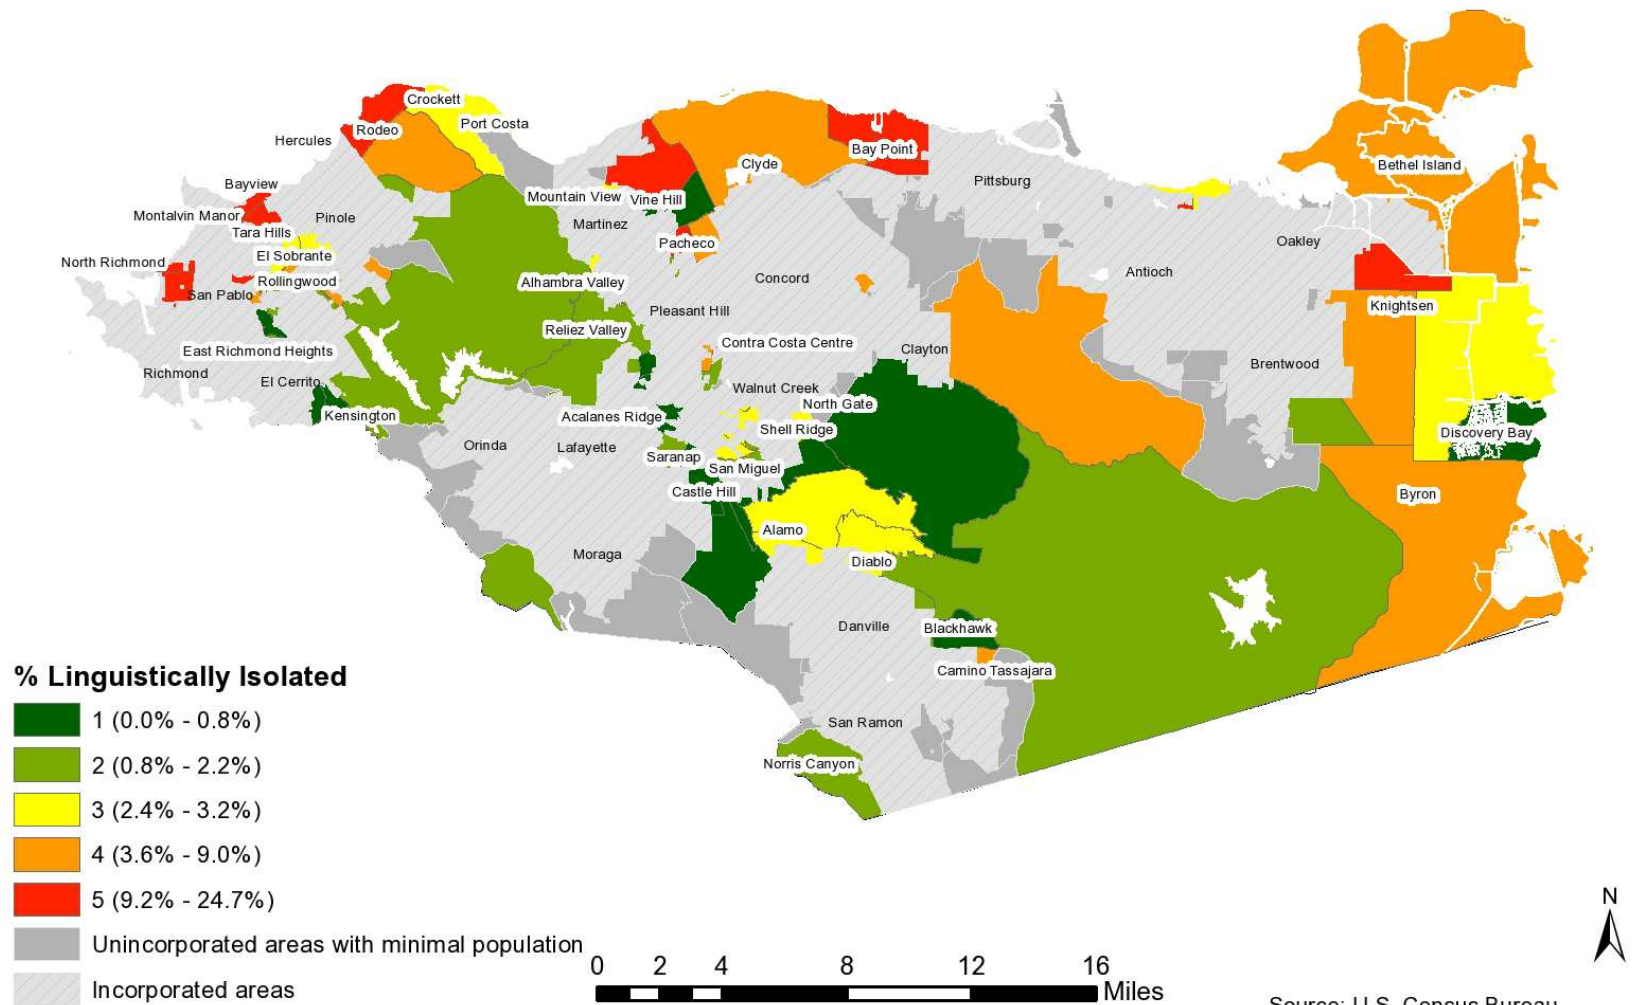 Crockett
Port Costa
Rodeo
Hercules
Bay Point
Clyde
Bethel Island
Pittsburg
Bayview
Mountain View
Vine Hill
Montalvin Manor
Pinole
Martinez
Tara Hills
Pacheco
Oakley
El Sobrante
North Richmond
Antioch
Rollingwood
Concord
Alhambra Valley
San Pablo
Knightsen
Pleasant Hill
Reliez Valley
Contra Costa Centre
East Richmond Heights
Clayton
Brentwood
Richmond
El Cerrito
Walnut Creek
North Gate
Kensington
Acalanes Ridge
Shell Ridge
Discovery Bay
Orinda
Lafayette
Saranap
San Miguel
Castle Hill
Byron
Alamo
Moraga
Diablo
Danville
Blackhawk
Camino Tassajara
San Ramon
Norris Canyon
% Linguistically Isolated
1 (0.0% - 0.8%)
2 (0.8% - 2.2%)
3 (2.4% - 3.2%)
4 (3.6% - 9.0%)
5 (9.2% - 24.7%)
Unincorporated areas with minimal population
Incorporated areas
0 2 4 8 12 16
Miles
N
Source: U.S. Census Bureau